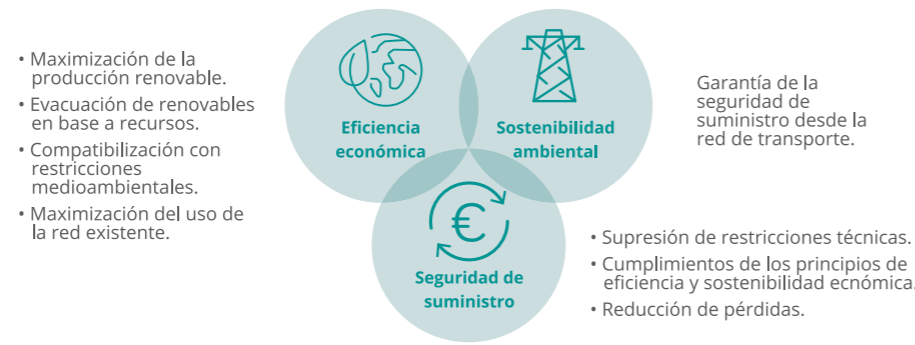 • Maximización de la
producción renovable.
• Evacuación de renovables
en base a recursos.
• Compatibilización con
restricciones
medioambientales.
• Maximización del uso de
la red existente.
Eficiencia
económica
Sostenibilidad
ambiental
Garantía de la
seguridad de
suministro desde la
red de transporte.
€
Seguridad de
suministro
• Supresión de restricciones técnicas.
• Cumplimientos de los principios de
eficiencia y sostenibilidad ecnómica.
• Reducción de pérdidas.